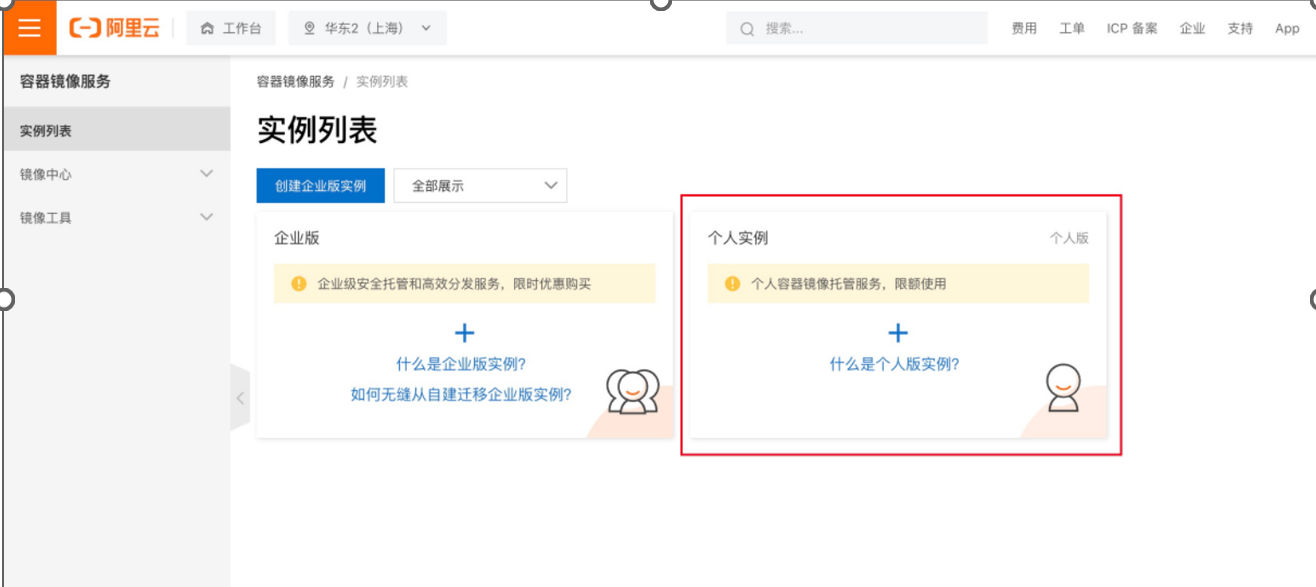 阿里云
工作台
华东2（上海）
搜索...
费用
工单
ICP 备案
企业
支持
App
容器镜像服务
实例列表
镜像中心
镜像工具
容器镜像服务 / 实例列表
实例列表
创建企业版实例
全部展示
企业版
企业级安全托管和高效分发服务，限时优惠购买
什么是企业版实例?
如何无缝从自建迁移企业版实例?
个人实例
个人版
个人容器镜像托管服务，限额使用
什么是个人版实例?